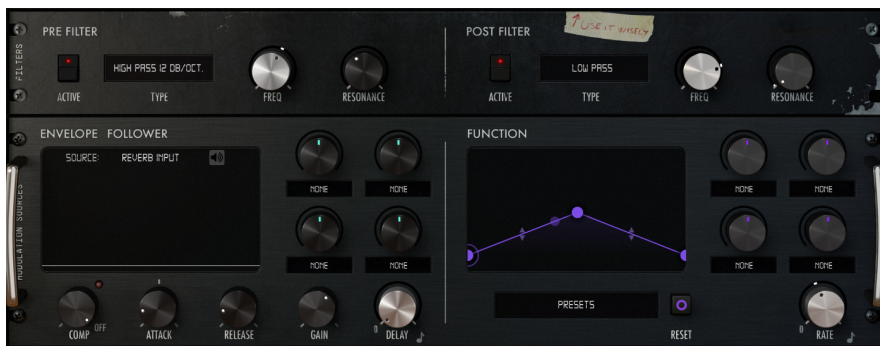 PRE FILTER
POST FILTER
↑ USE IT WISELY
FILTERS
HIGH PASS 12 DB/OCT.
LOW PASS
ACTIVE
TYPE
FREQ
RESONANCE
ACTIVE
TYPE
FREQ
RESONANCE
ENVELOPE FOLLOWER
FUNCTION
MODULATION SOURCES
SOURCE: REVERB INPUT
NONE
NONE
NONE
NONE
NONE
NONE
NONE
NONE
PRESETS
COMP
OFF
ATTACK
RELEASE
GAIN
0
DELAY
RESET
0
RATE